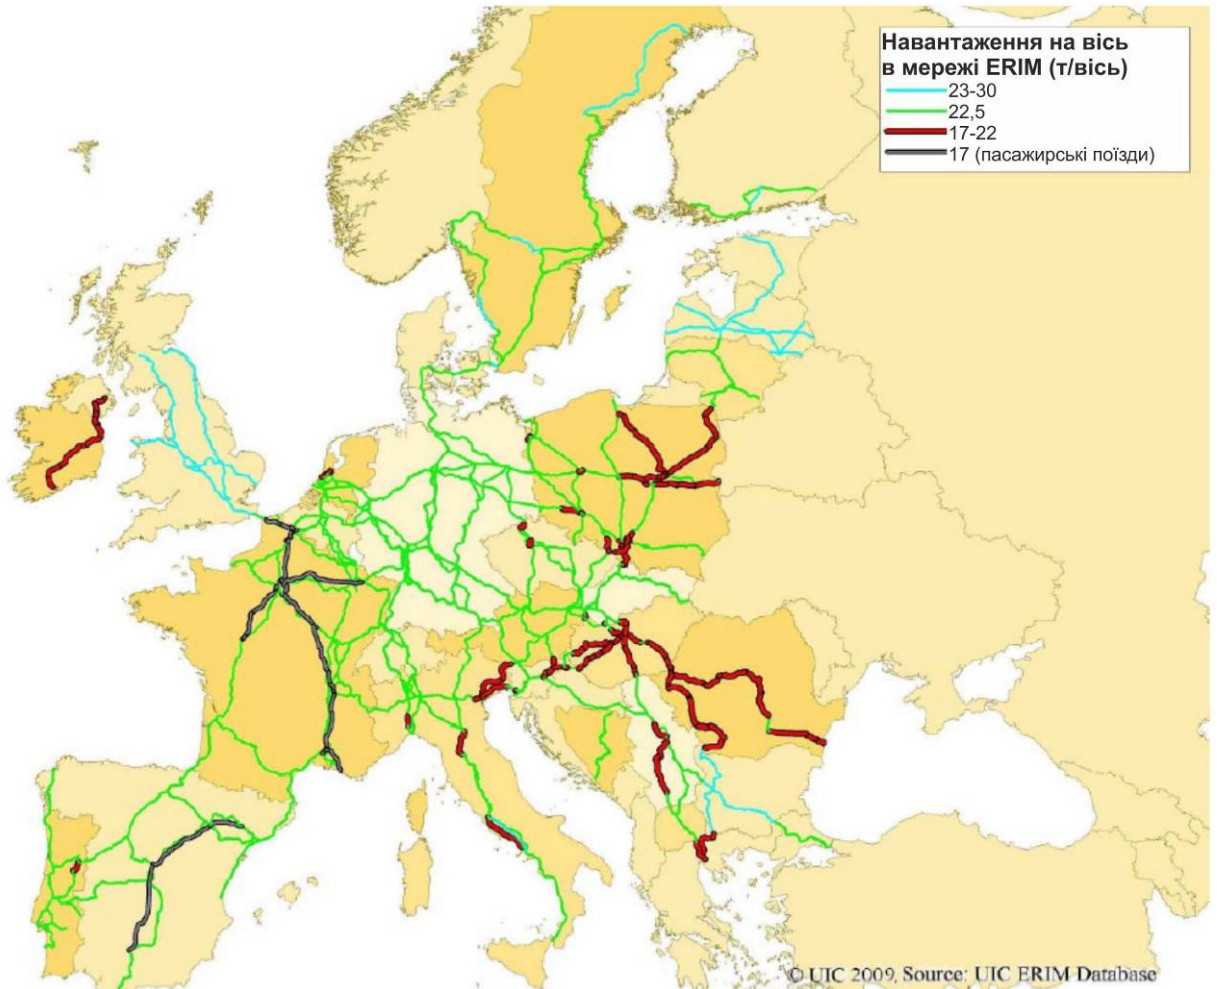 Навантаження на вісь
в мережі ERIM (т/вісь)
23-30
22,5
17-22
17 (пасажирські поїзди)
© UIC 2009, Source: UIC ERIM Database